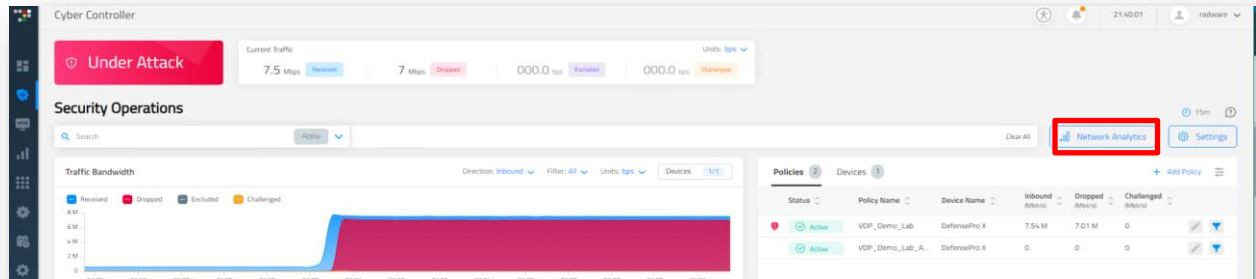 Cyber Controller
21:40:01
radware
Under Attack
Current Traffic
Units: bps
7.5 Mbps Received
7 Mbps Dropped
000.0 bps Excluded
000.0 bps Challenged
Security Operations
15m
Search
Apply
Clear All
Network Analytics
Settings
Traffic Bandwidth
Direction: Inbound
Filter: All
Units: bps
Devices 1/1
Received
Dropped
Excluded
Challenged
8 M
6 M
4 M
2 M
0
Policies 2
Devices 1
+ Add Policy
Status Policy Name Device Name Inbound (Mbit/s) Dropped (Mbit/s) Challenged (Mbit/s)
Active VDP_Demo_Lab DefensePro X 7.54 M 7.01 M 0
Active VDP_Demo_Lab_A... DefensePro X 0 0 0